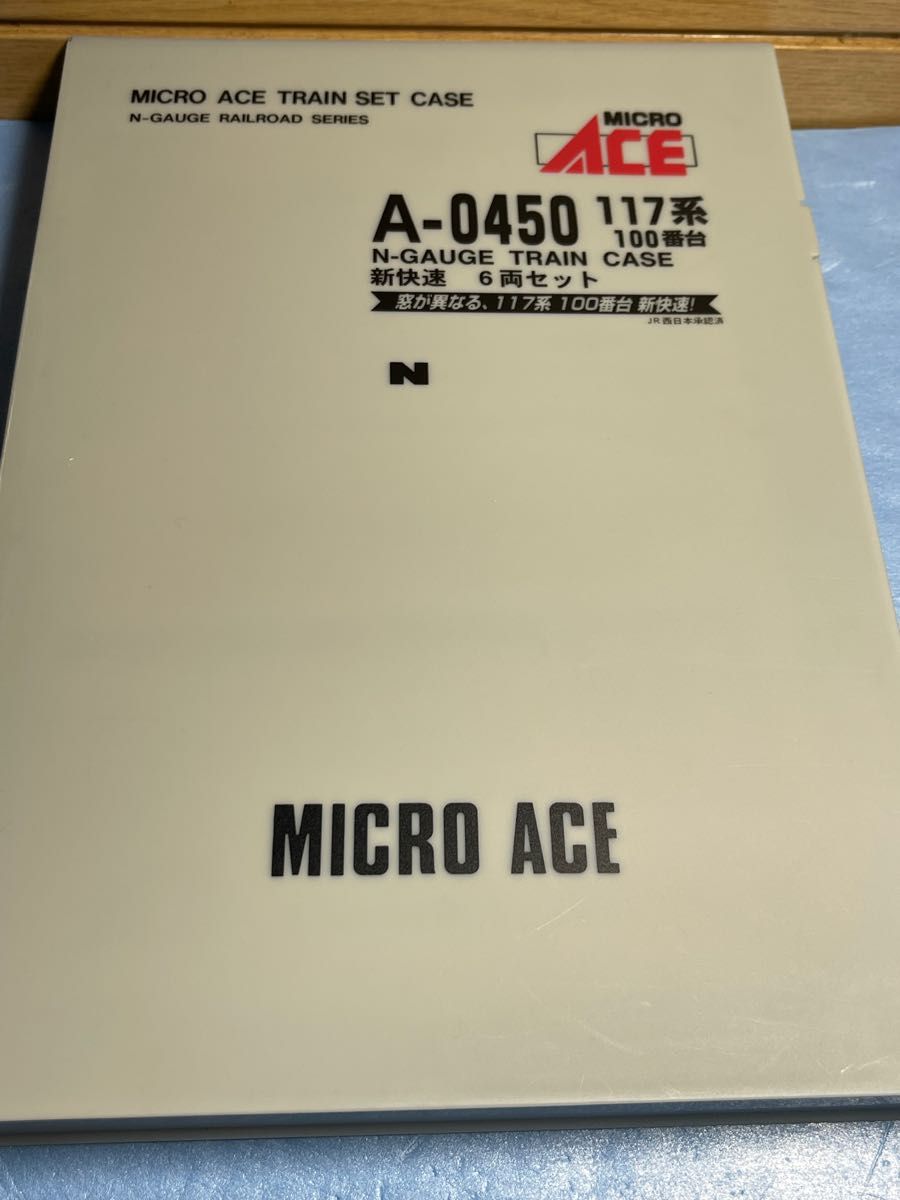 MICRO ACE TRAIN SET CASE
N-GAUGE RAILROAD SERIES
MICRO
ACE
A-0450 117系
100番台
N-GAUGE TRAIN CASE
新快速 6両セット
窓が異なる、117系 100番台 新快速!
JR西日本承認済
N
MICRO ACE